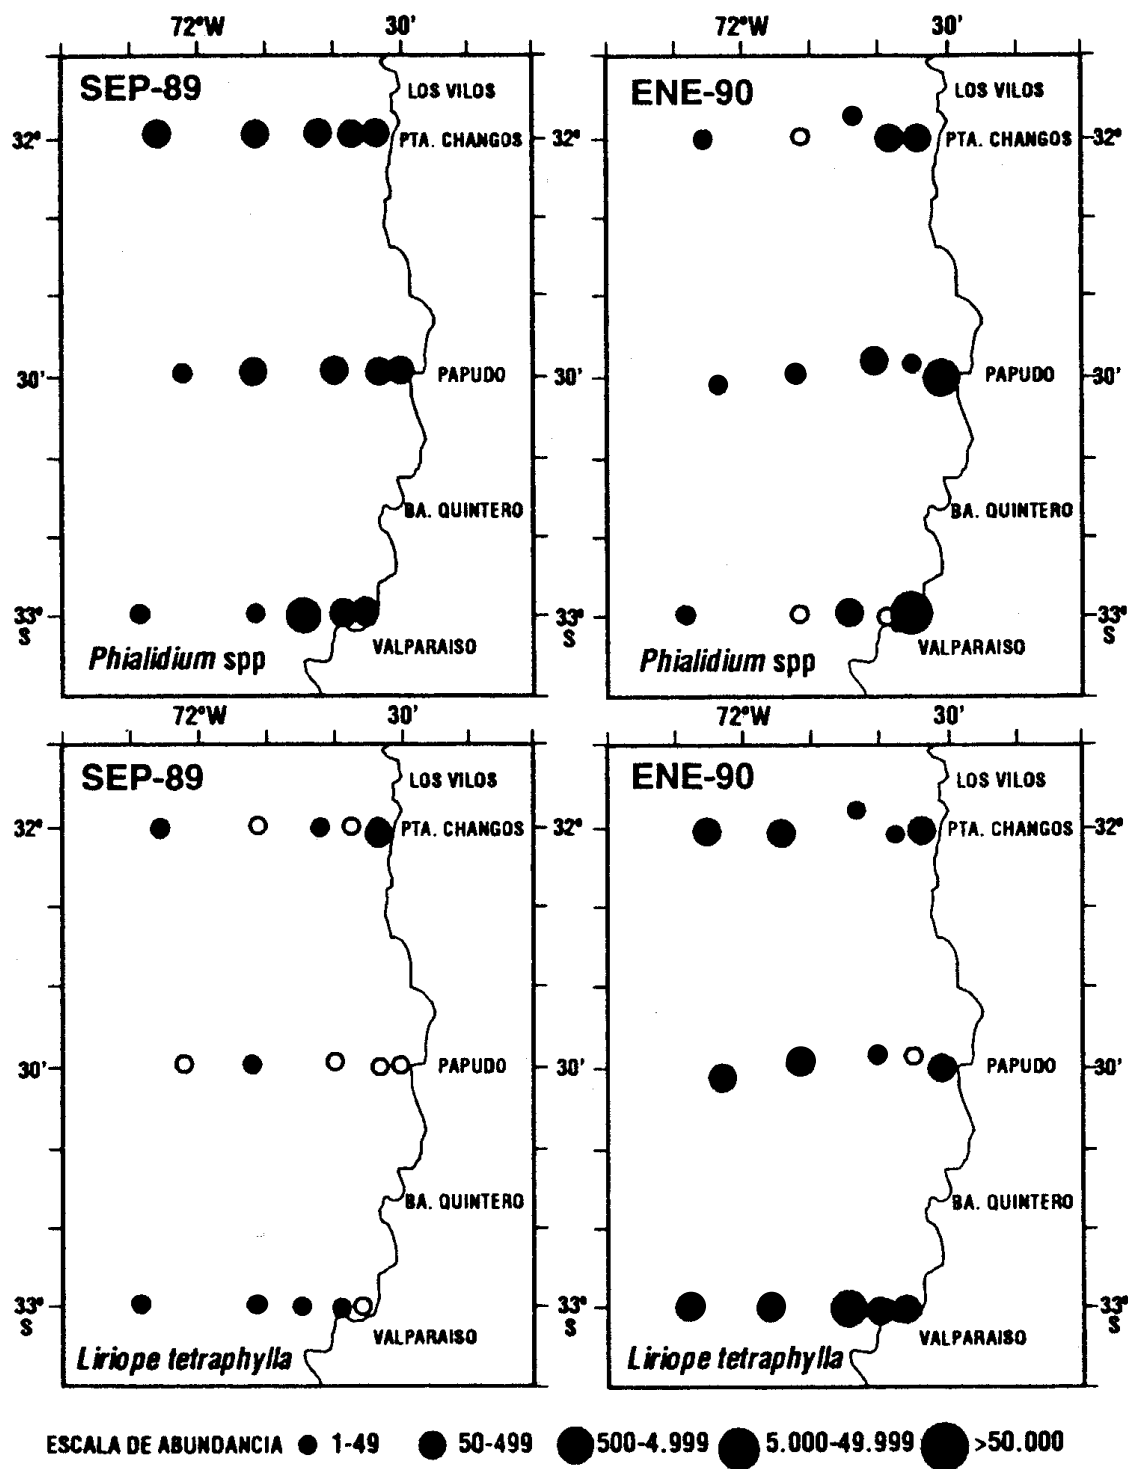 72°W 30' 72°W 30'
SEP-89 ENE-90
LOS VILOS LOS VILOS
32° PTA. CHANGOS 32° PTA. CHANGOS 32°
30' PAPUDO 30' PAPUDO 30'
BA. QUINTERO BA. QUINTERO
33° 33° 33°
S S S
VALPARAISO VALPARAISO
Phialidium spp Phialidium spp
72°W 30' 72°W 30'
SEP-89 ENE-90
LOS VILOS LOS VILOS
32° PTA. CHANGOS 32° PTA. CHANGOS 32°
30' PAPUDO 30' PAPUDO 30'
BA. QUINTERO BA. QUINTERO
33° 33° 33°
S S S
VALPARAISO VALPARAISO
Liriope tetraphylla Liriope tetraphylla
ESCALA DE ABUNDANCIA 1-49 50-499 500-4.999 5.000-49.999 >50.000